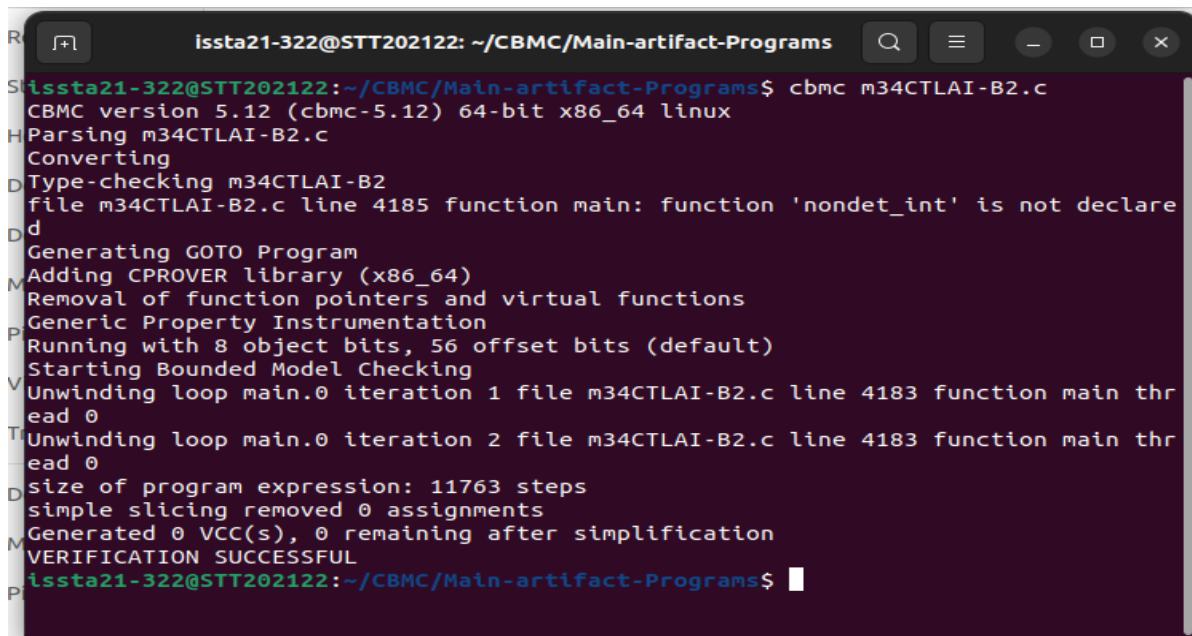 issta21-322@STT202122: ~/CBMC/Main-artifact-Programs
issta21-322@STT202122:~/CBMC/Main-artifact-Programs$ cbmc m34CTLAI-B2.c
CBMC version 5.12 (cbmc-5.12) 64-bit x86_64 linux
Parsing m34CTLAI-B2.c
Converting
Type-checking m34CTLAI-B2
file m34CTLAI-B2.c line 4185 function main: function 'nondet_int' is not declare
d
Generating GOTO Program
Adding CPROVER library (x86_64)
Removal of function pointers and virtual functions
Generic Property Instrumentation
Running with 8 object bits, 56 offset bits (default)
Starting Bounded Model Checking
Unwinding loop main.0 iteration 1 file m34CTLAI-B2.c line 4183 function main thr
ead 0
Unwinding loop main.0 iteration 2 file m34CTLAI-B2.c line 4183 function main thr
ead 0
size of program expression: 11763 steps
simple slicing removed 0 assignments
Generated 0 VCC(s), 0 remaining after simplification
VERIFICATION SUCCESSFUL
issta21-322@STT202122:~/CBMC/Main-artifact-Programs$